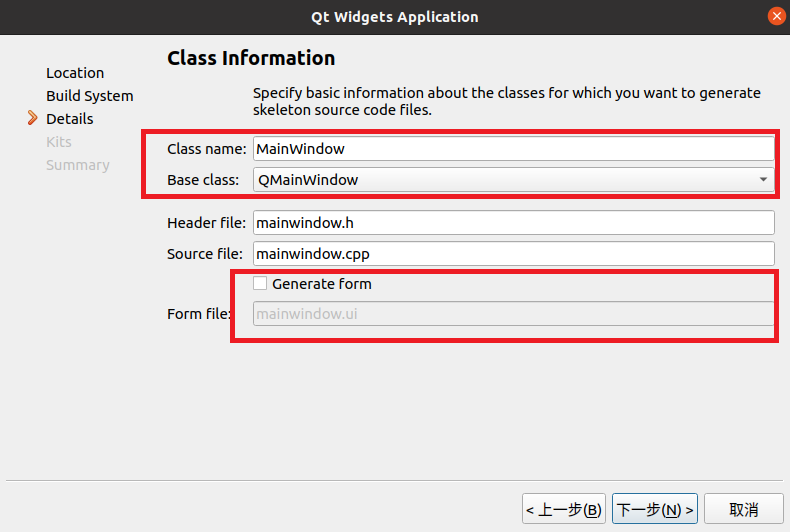 Qt Widgets Application
Class Information
Location
Build System
Details
Kits
Summary
Specify basic information about the classes for which you want to generate
skeleton source code files.
Class name: MainWindow
Base class: QMainWindow
Header file: mainwindow.h
Source file: mainwindow.cpp
Generate form
Form file: mainwindow.ui
< 上一步(B) 下一步(N) > 取消